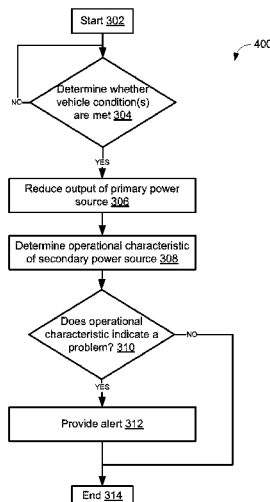 Start 302
400
Determine whether
vehicle condition(s)
are met 304
NO
YES
Reduce output of primary power
source 306
Determine operational characteristic
of secondary power source 308
Does operational
characteristic indicate a
problem? 310
NO
YES
Provide alert 312
End 314